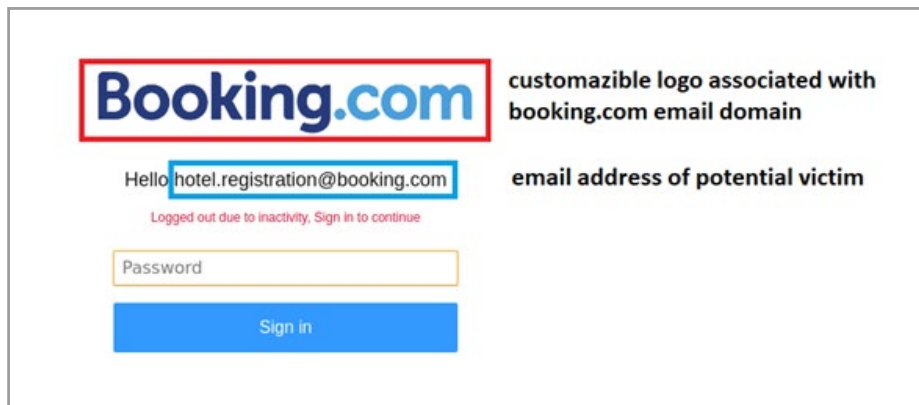 Booking.com
customazible logo associated with
booking.com email domain
Hello hotel.registration@booking.com
email address of potential victim
Logged out due to inactivity, Sign in to continue
Password
Sign in